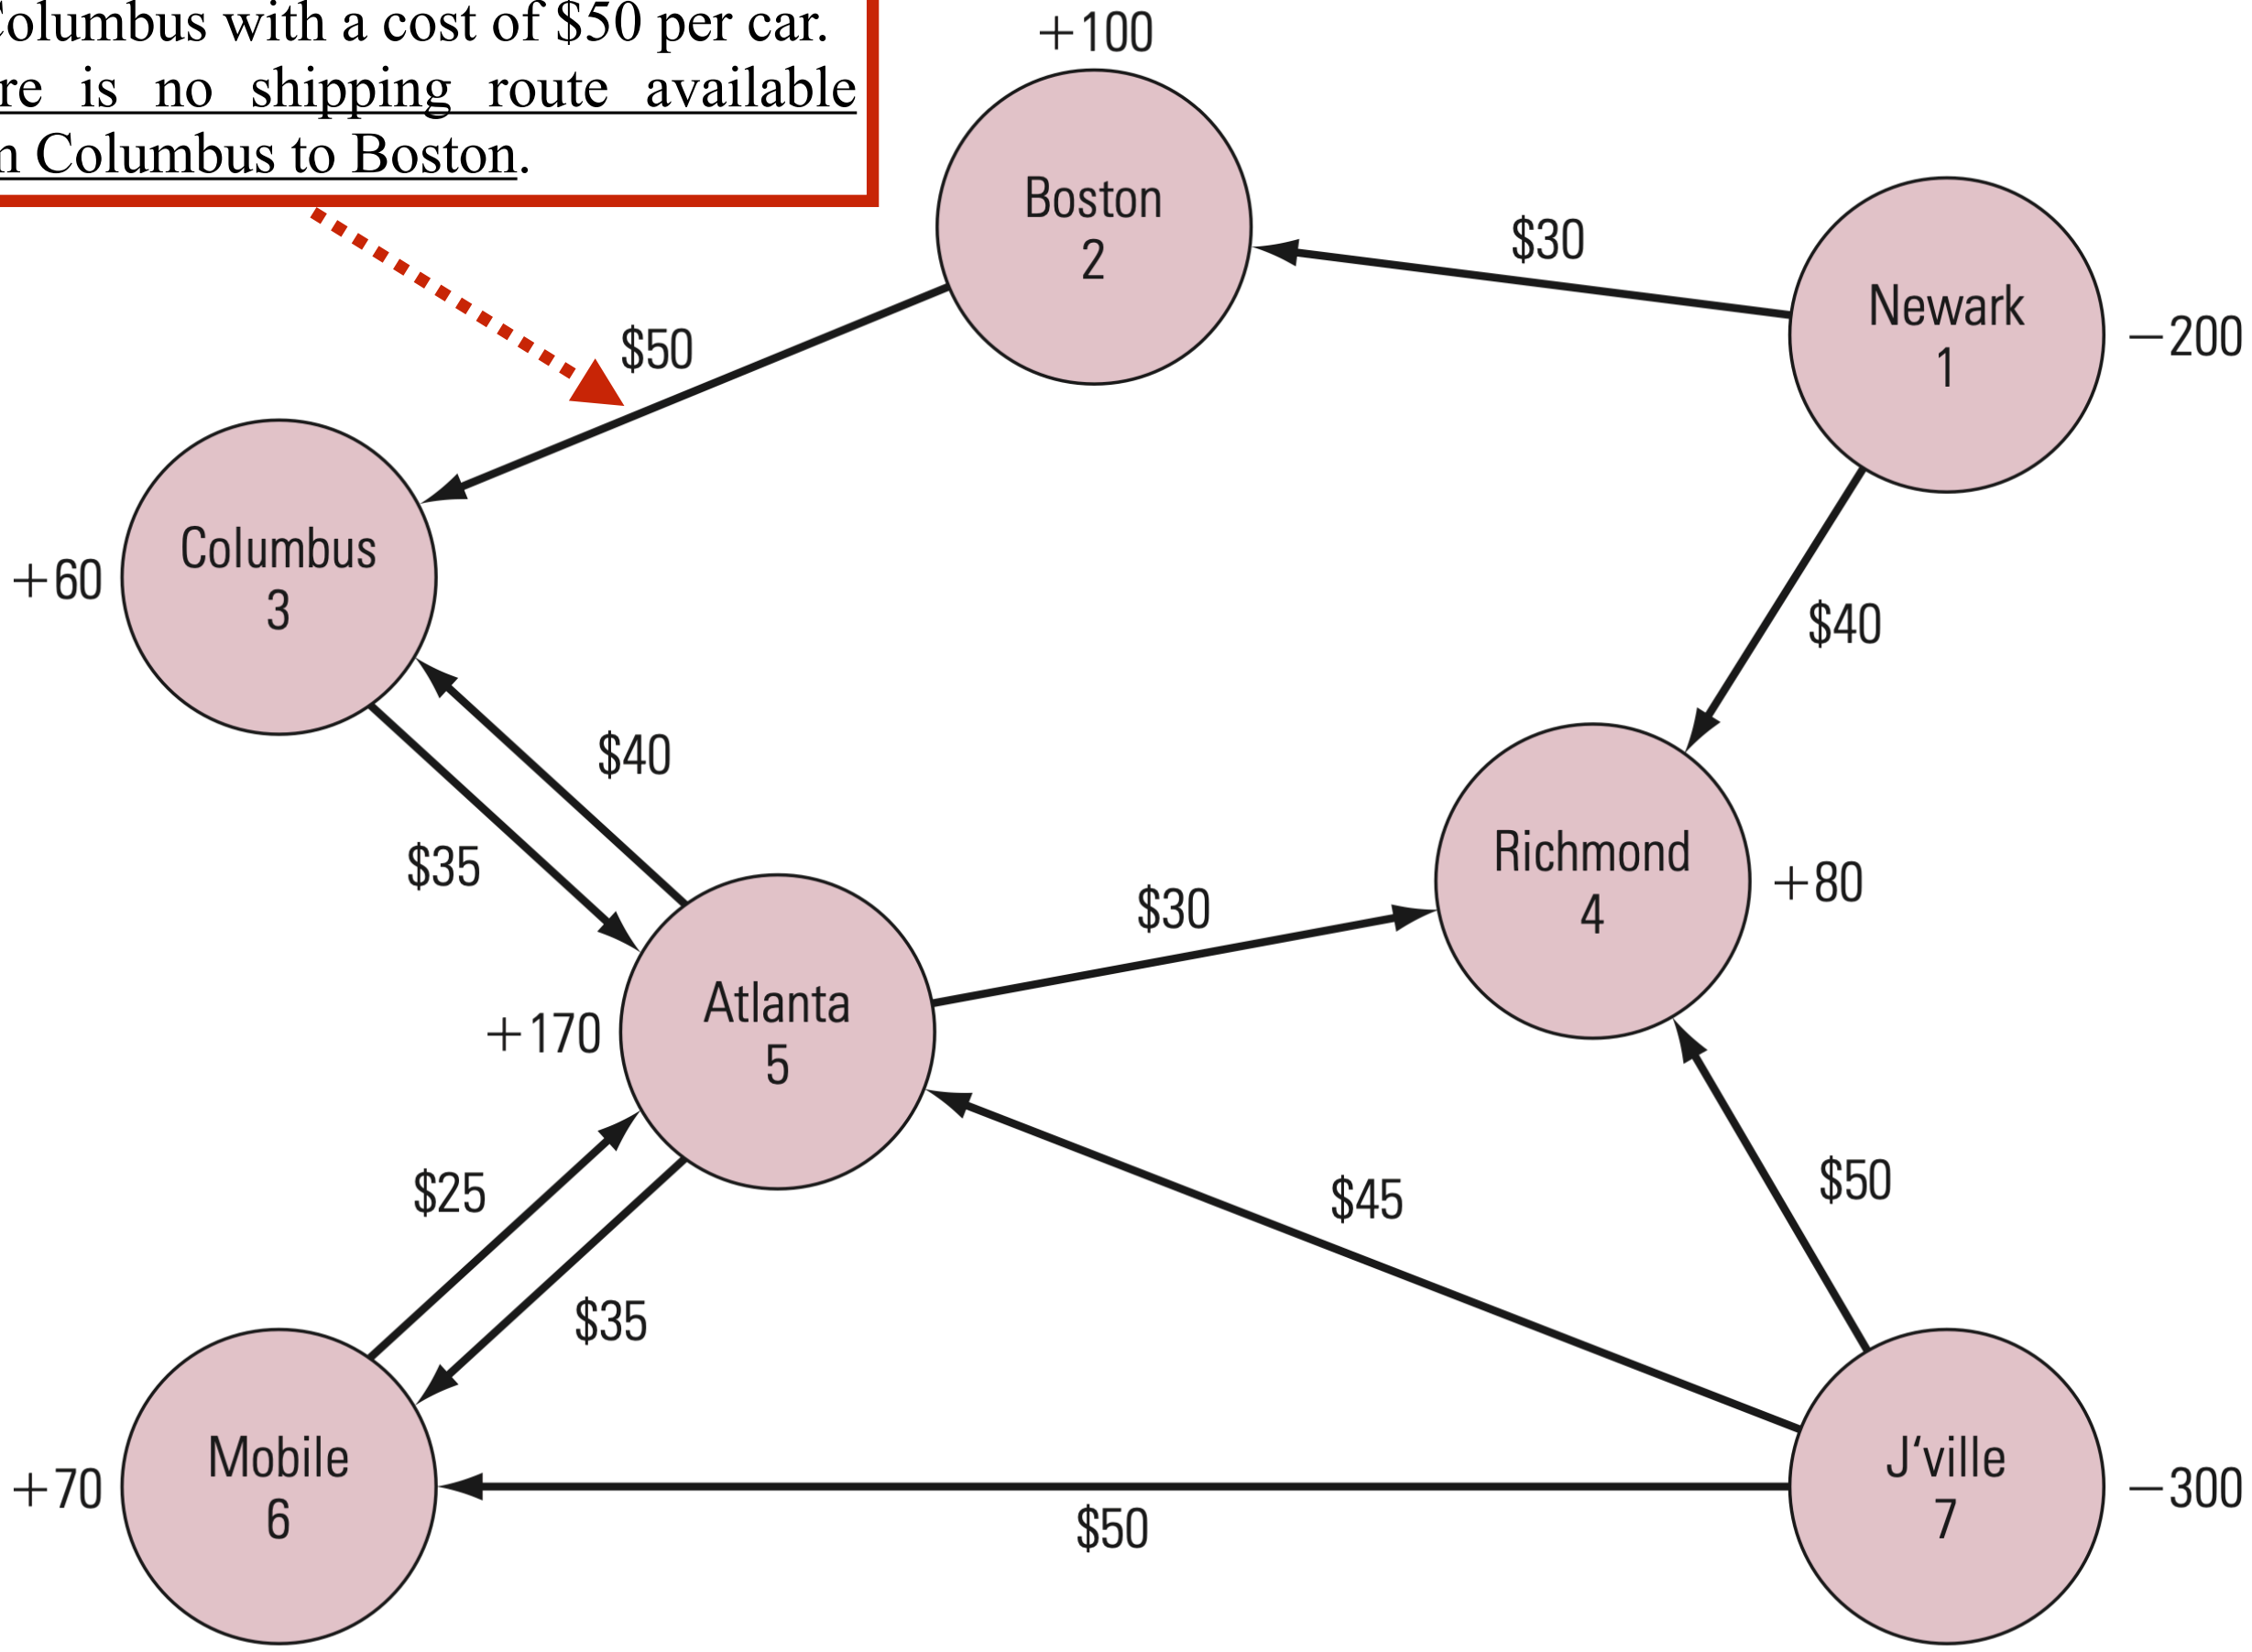 Columbus with a cost of $50 per car.
is no shipping route available
Columbus to Boston.
+100
Boston
2
$30
Newark
1
−200
$50
Columbus
3
+60
$40
$40
$35
Richmond
4
+80
$30
Atlanta
5
+170
$25
$45
$50
$35
Mobile
6
+70
J'ville
7
−300
$50